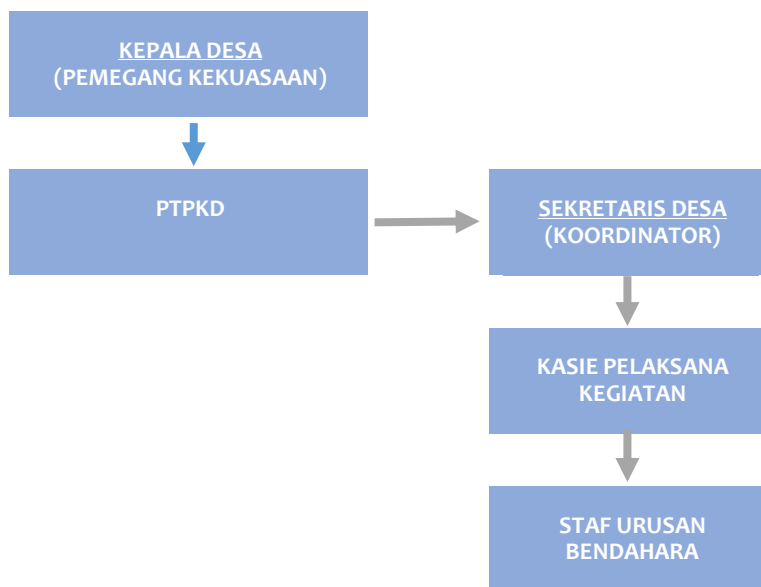 KEPALA DESA
(PEMEGANG KEKUASAAN)
PTPKD
SEKRETARIS DESA
(KOORDINATOR)
KASIE PELAKSANA
KEGIATAN
STAF URUSAN
BENDAHARA